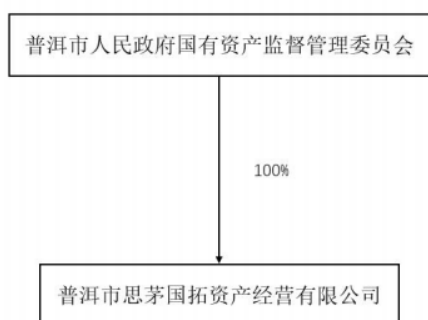 普洱市人民政府国有资产监督管理委员会
100%
普洱市思茅国拓资产经营有限公司